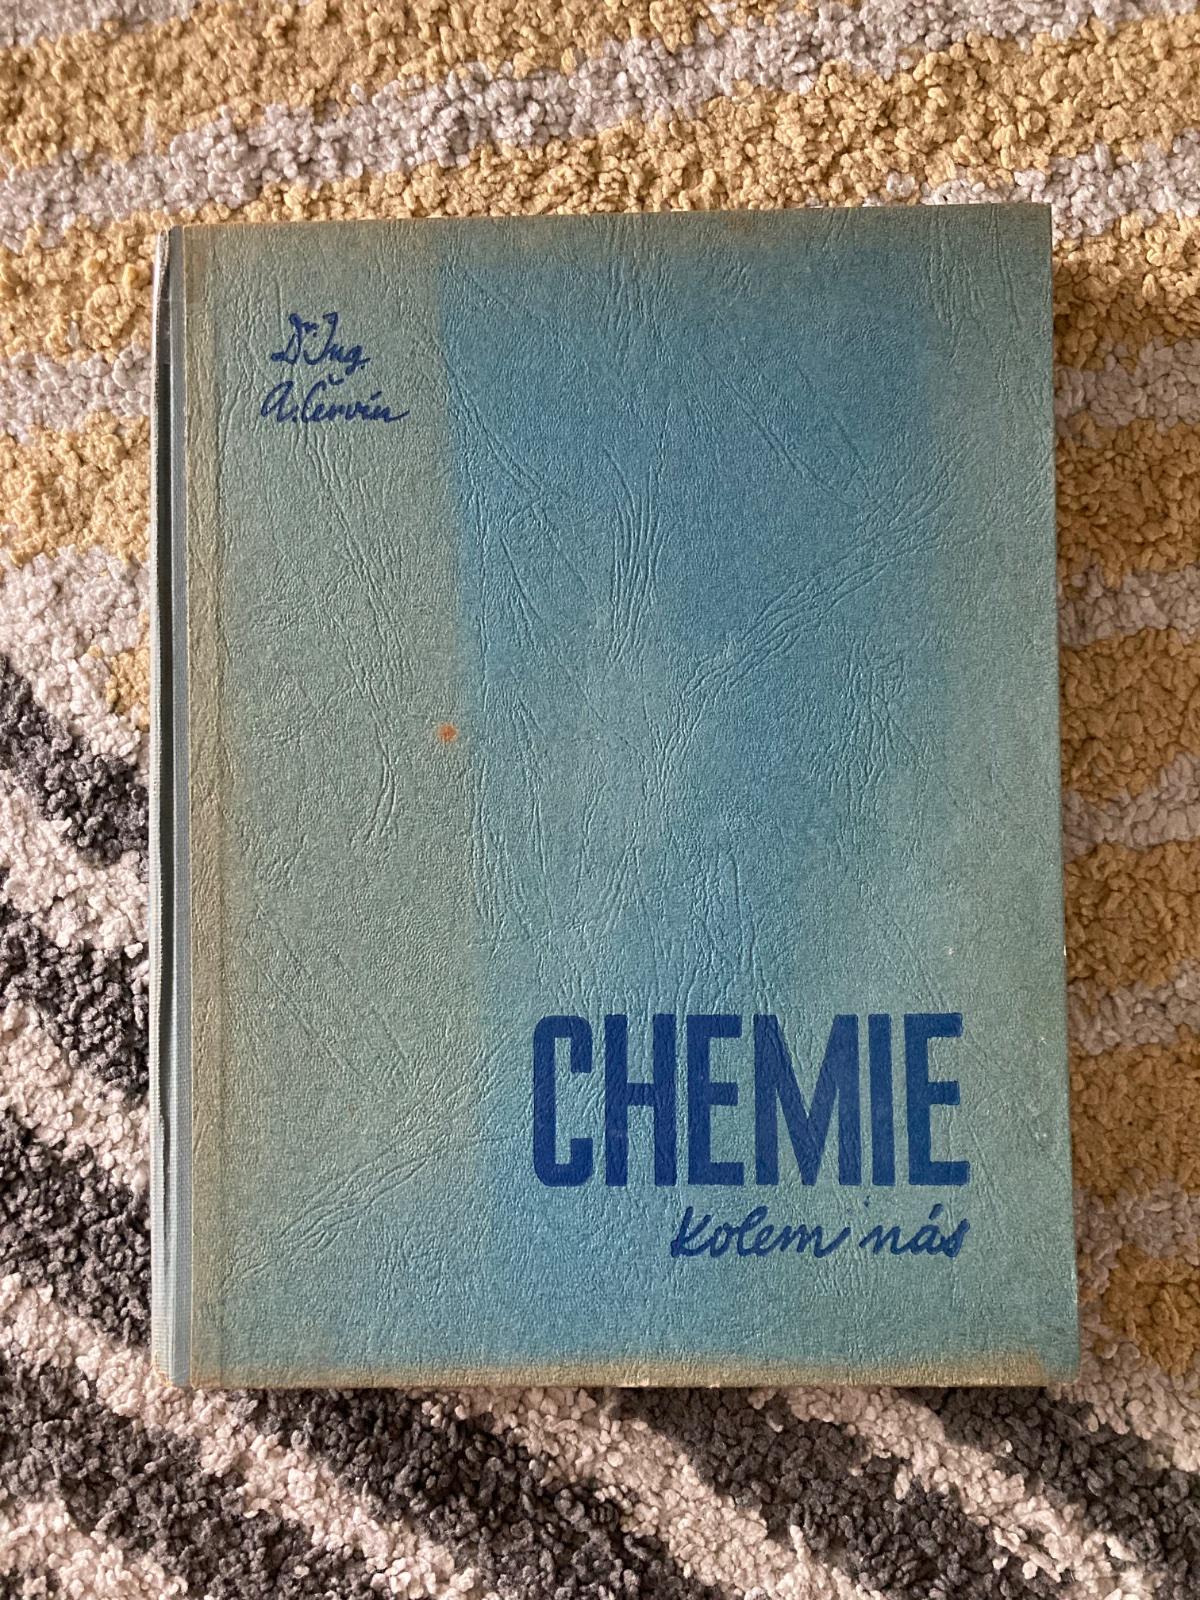 Dr. Ing.
A. Červín
CHEMIE
kolem nás